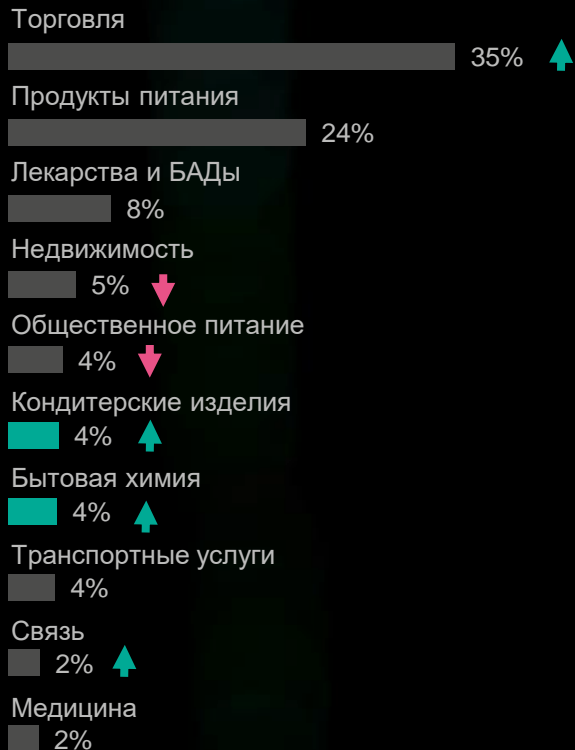 Торговля
35%
Продукты питания
24%
Лекарства и БАДы
8%
Недвижимость
5%
Общественное питание
4%
Кондитерские изделия
4%
Бытовая химия
4%
Транспортные услуги
4%
Связь
2%
Медицина
2%